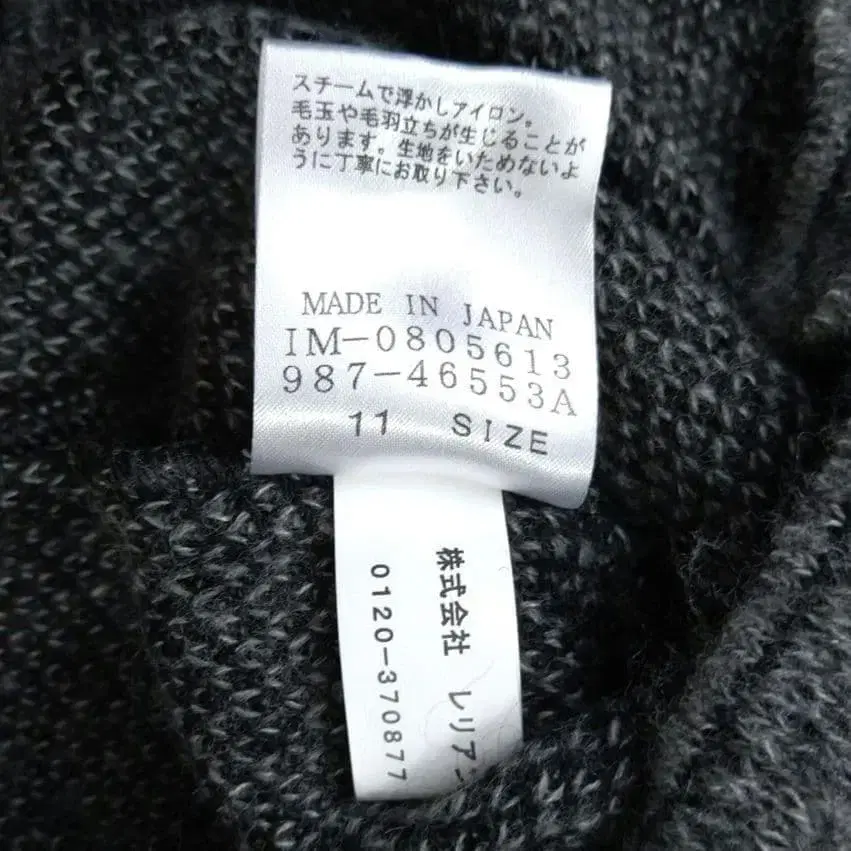 スチームで浮かしアイロン。
毛玉や毛羽立ちが生じることが
あります。生地をいためないよ
うに丁寧にお取り下さい。
MADE IN JAPAN
IM-0805613
987-46553A
11 SIZE
株式会社 レリア
0120-370877